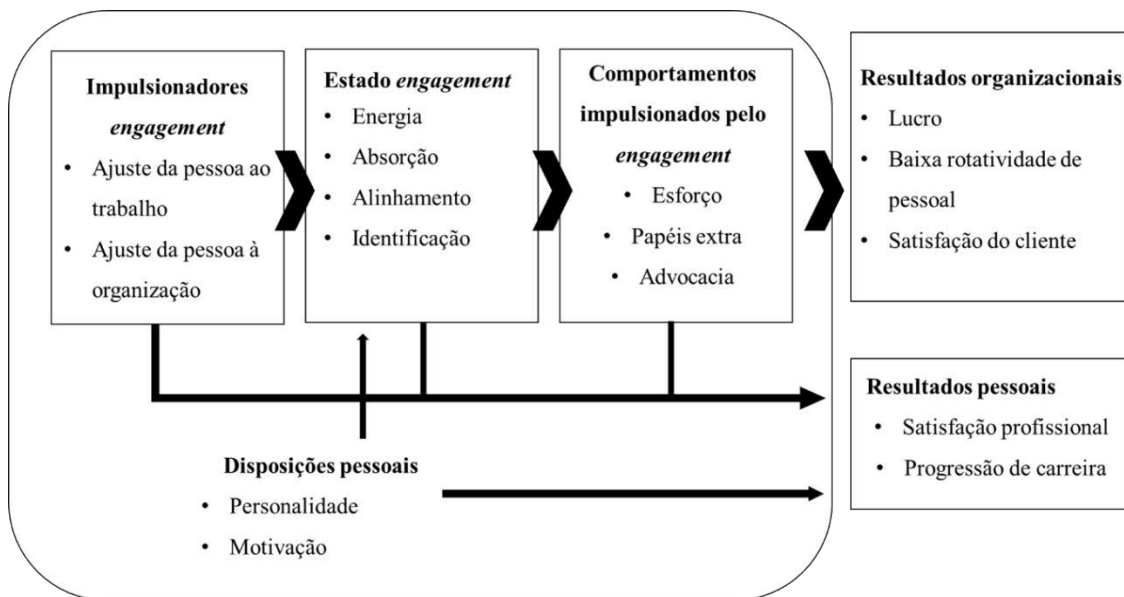 Impulsionadores
engagement
• Ajuste da pessoa ao
trabalho
• Ajuste da pessoa à
organização
Estado engagement
• Energia
• Absorção
• Alinhamento
• Identificação
Comportamentos
impulsionados pelo
engagement
• Esforço
• Papéis extra
• Advocacia
Resultados organizacionais
• Lucro
• Baixa rotatividade de
pessoal
• Satisfação do cliente
Resultados pessoais
• Satisfação profissional
• Progressão de carreira
Disposições pessoais
• Personalidade
• Motivação